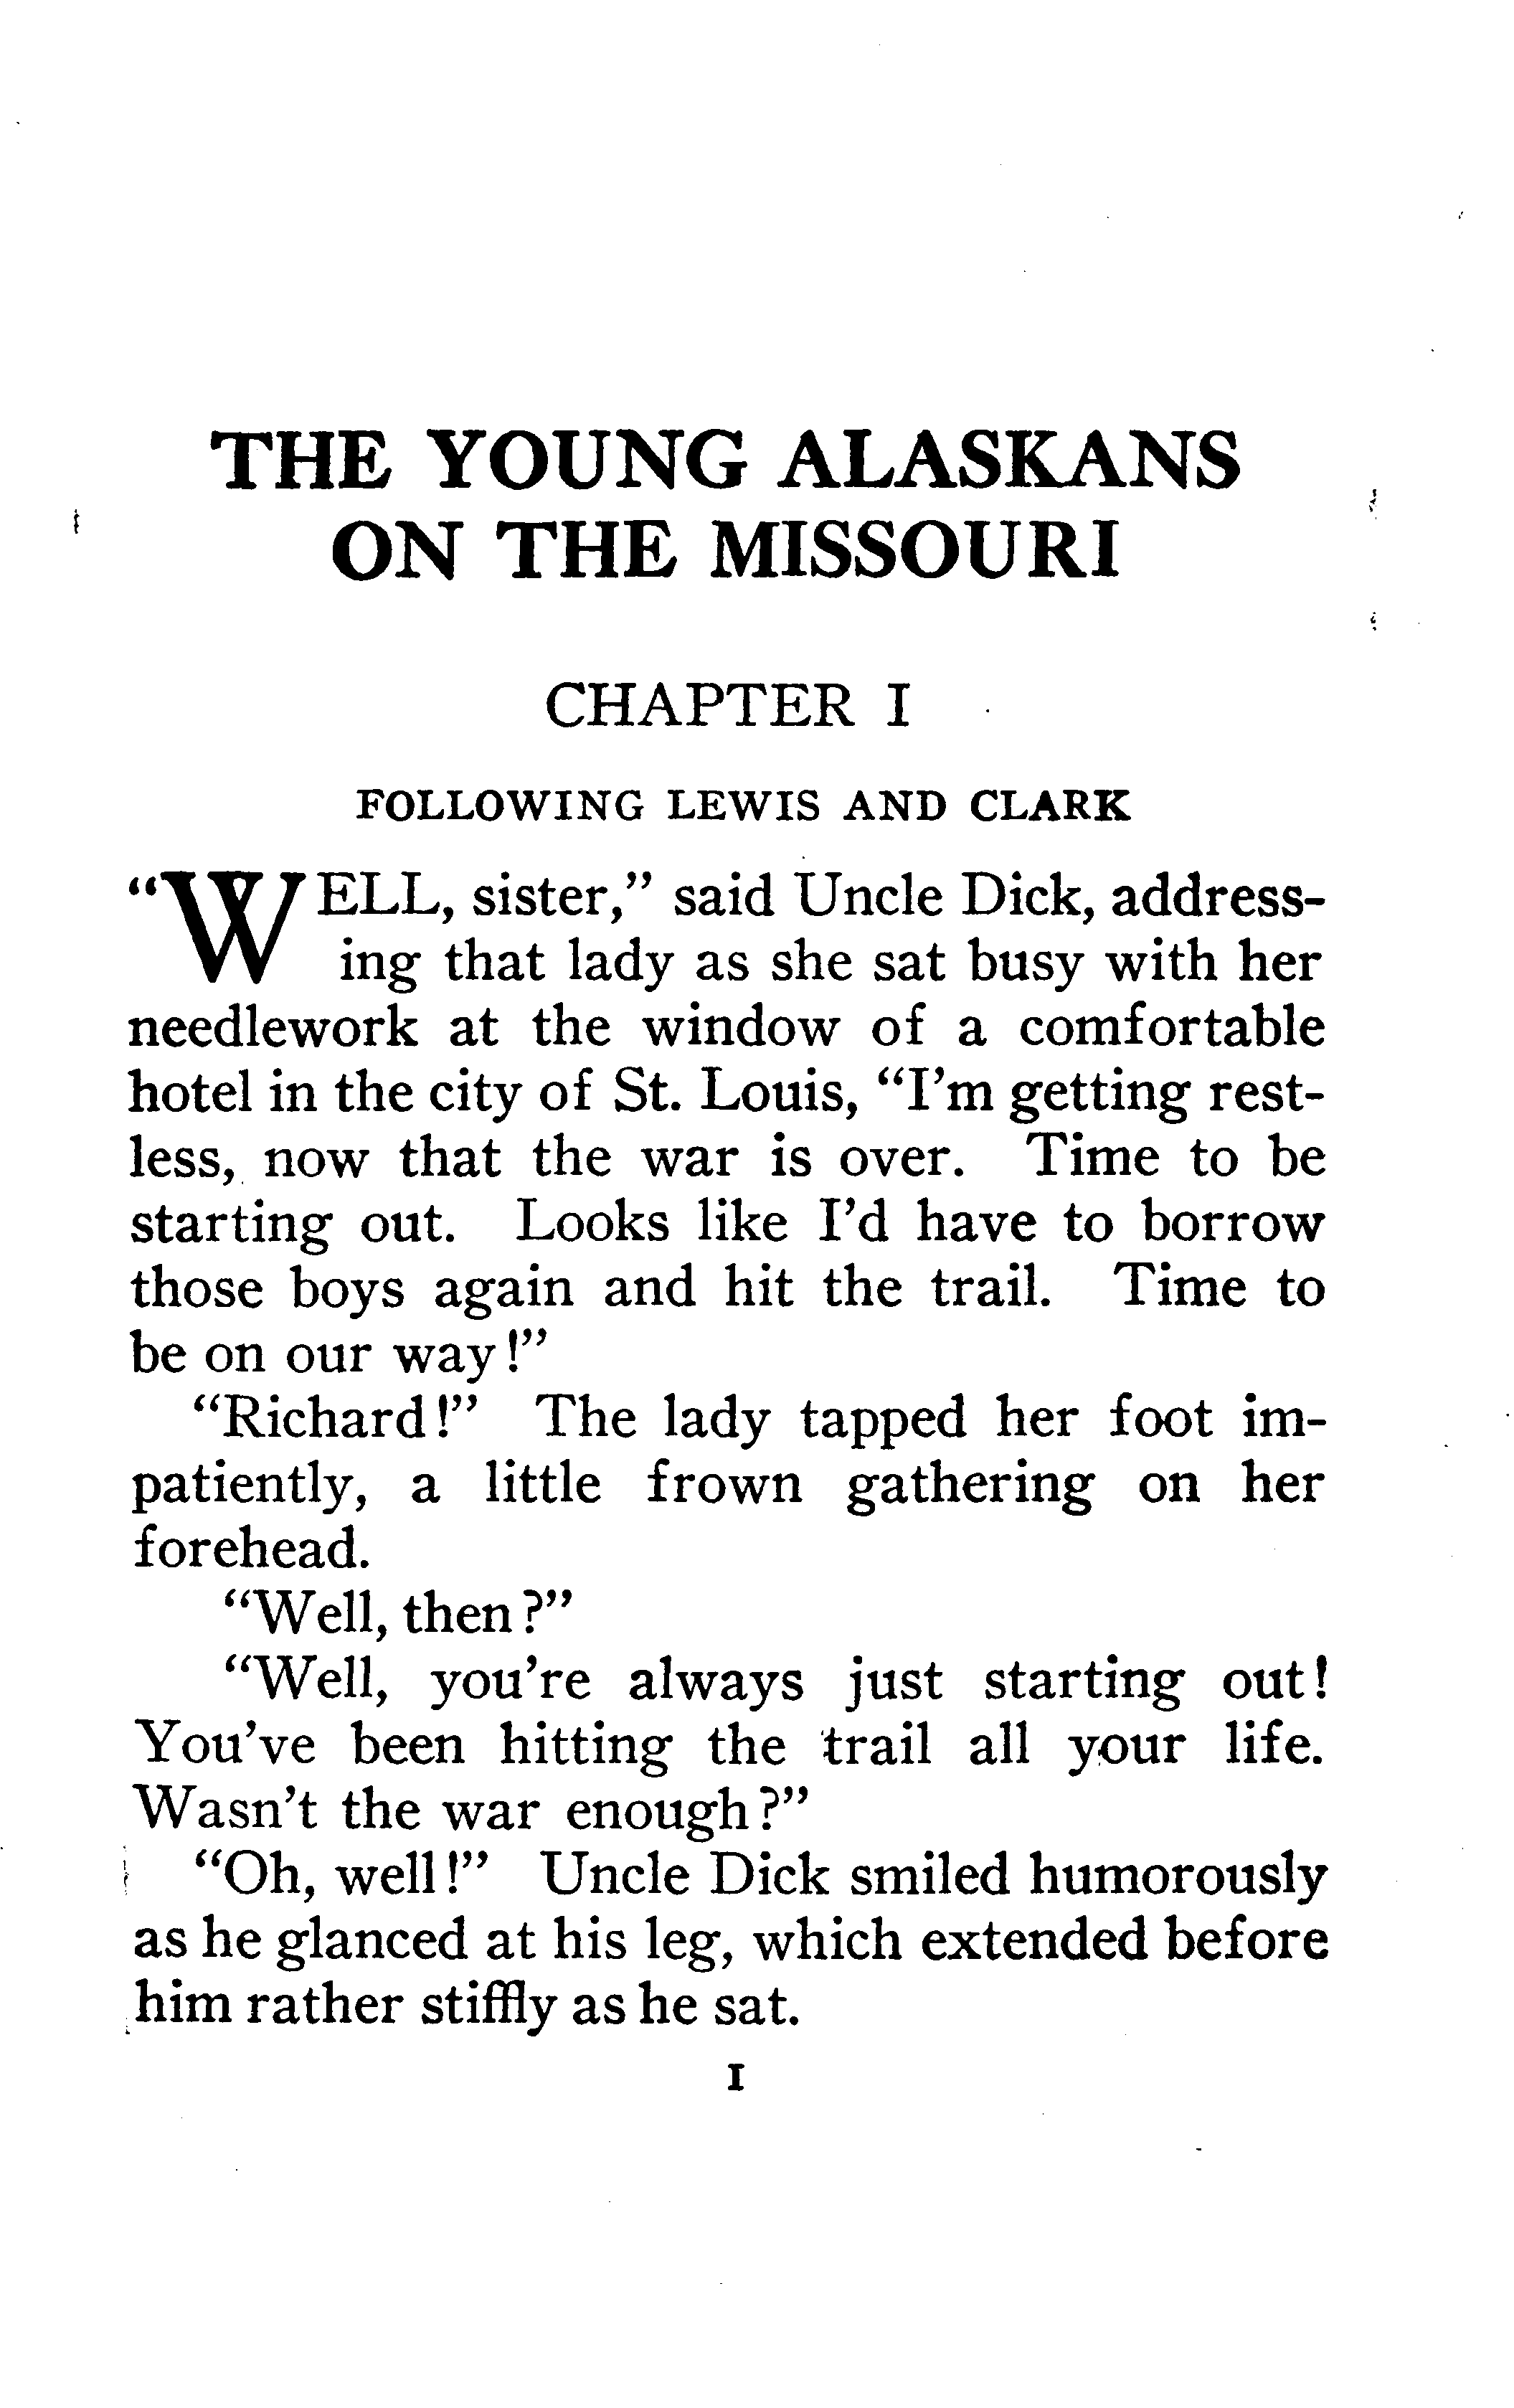 THE YOUNG ALASKANS
ON THE MISSOURI
CHAPTER I
FOLLOWING LEWIS AND CLARK
“WELL, sister,” said Uncle Dick, address-
ing that lady as she sat busy with her
needlework at the window of a comfortable
hotel in the city of St. Louis, “I’m getting rest-
less, now that the war is over. Time to be
starting out. Looks like I’d have to borrow
those boys again and hit the trail. Time to
be on our way!”
“Richard!” The lady tapped her foot im-
patiently, a little frown gathering on her
forehead.
“Well, then?”
“Well, you’re always just starting out!
You’ve been hitting the trail all your life.
Wasn’t the war enough?”
“Oh, well!” Uncle Dick smiled humorously
as he glanced at his leg, which extended before
him rather stiffly as he sat.
1